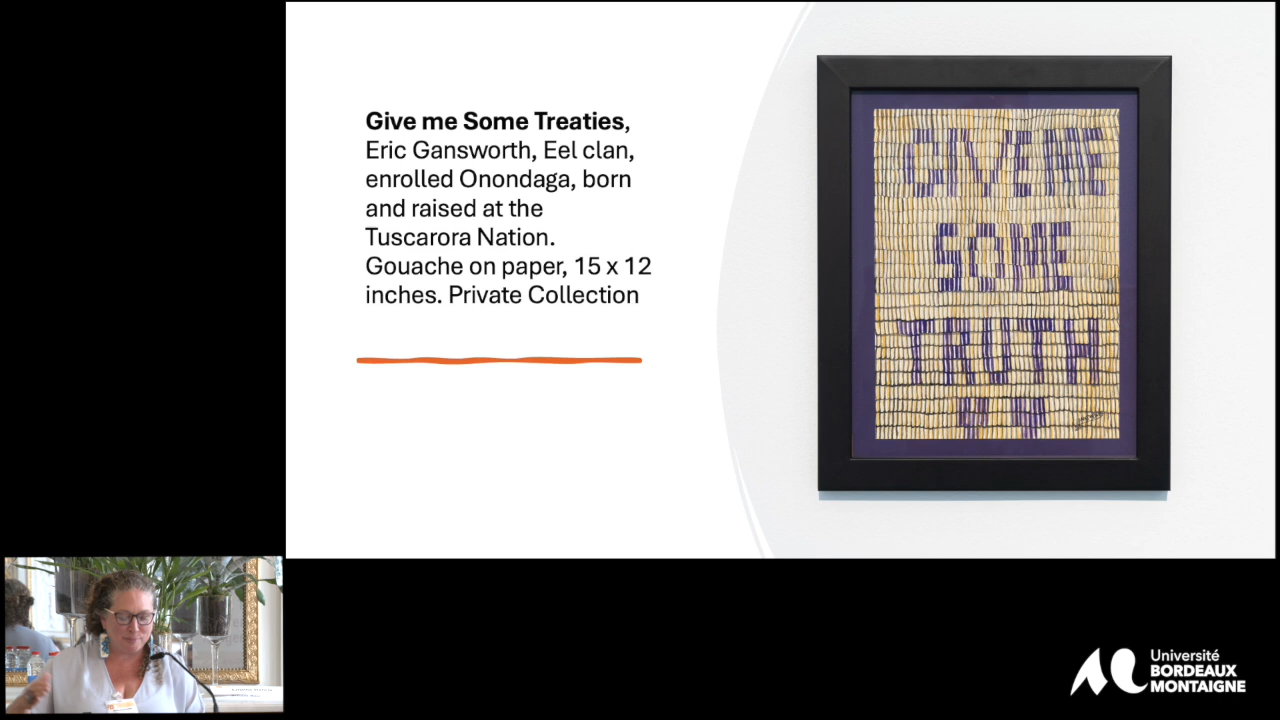 Give me Some Treaties,
Eric Gansworth, Eel clan,
enrolled Onondaga, born
and raised at the
Tuscarora Nation.
Gouache on paper, 15 x 12
inches. Private Collection
GIVE ME
SOME
TRUTH
Université
BORDEAUX
MONTAIGNE